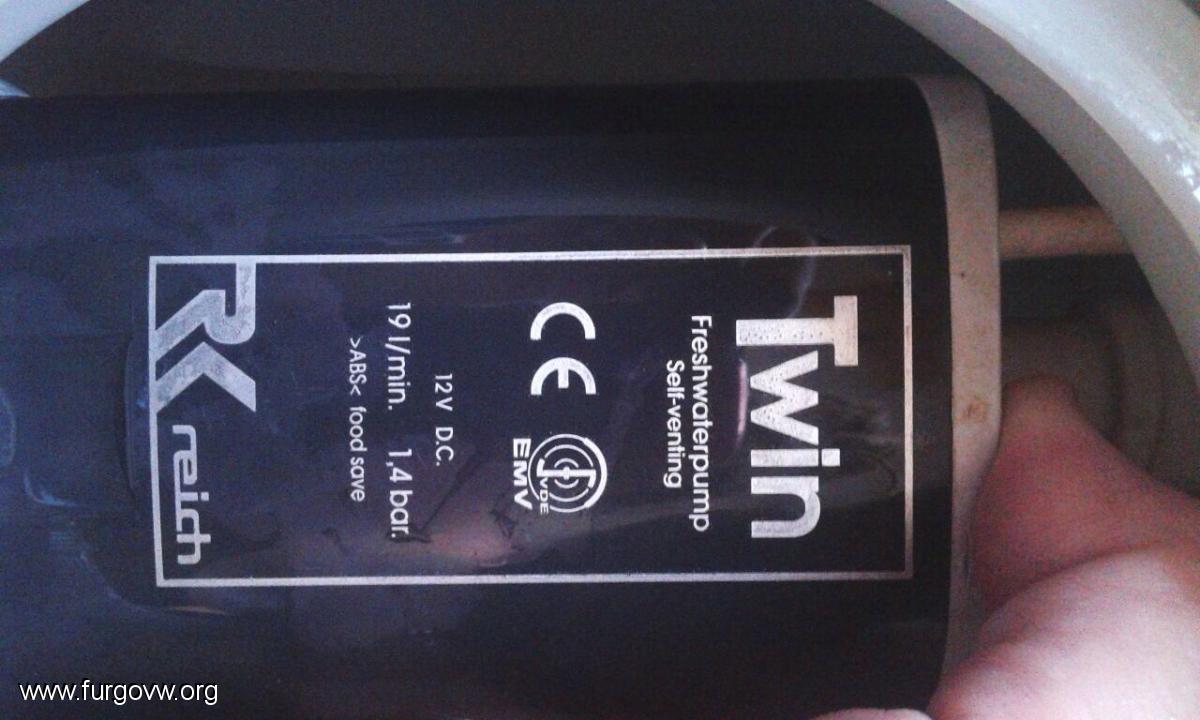 Twin
Freshwaterpump
Self-venting
CE VDE
EMV
12V D.C.
19 l/min. 1,4 bar.
>ABS< food save
RK reich
www.furgovw.org